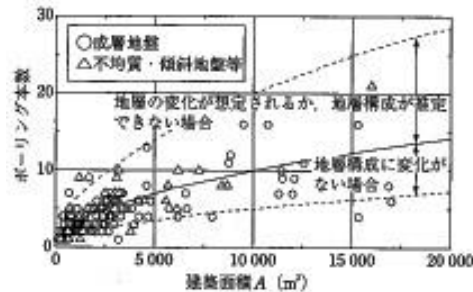 30
○成層地盤
△不均質・傾斜地盤等
20
地層の変化が想定されるか，地層構成が推定
できない場合
ボーリング本数
10
地層構成に変化が
ない場合
0
0
5 000
10 000
15 000
20 000
建築面積A (m²)